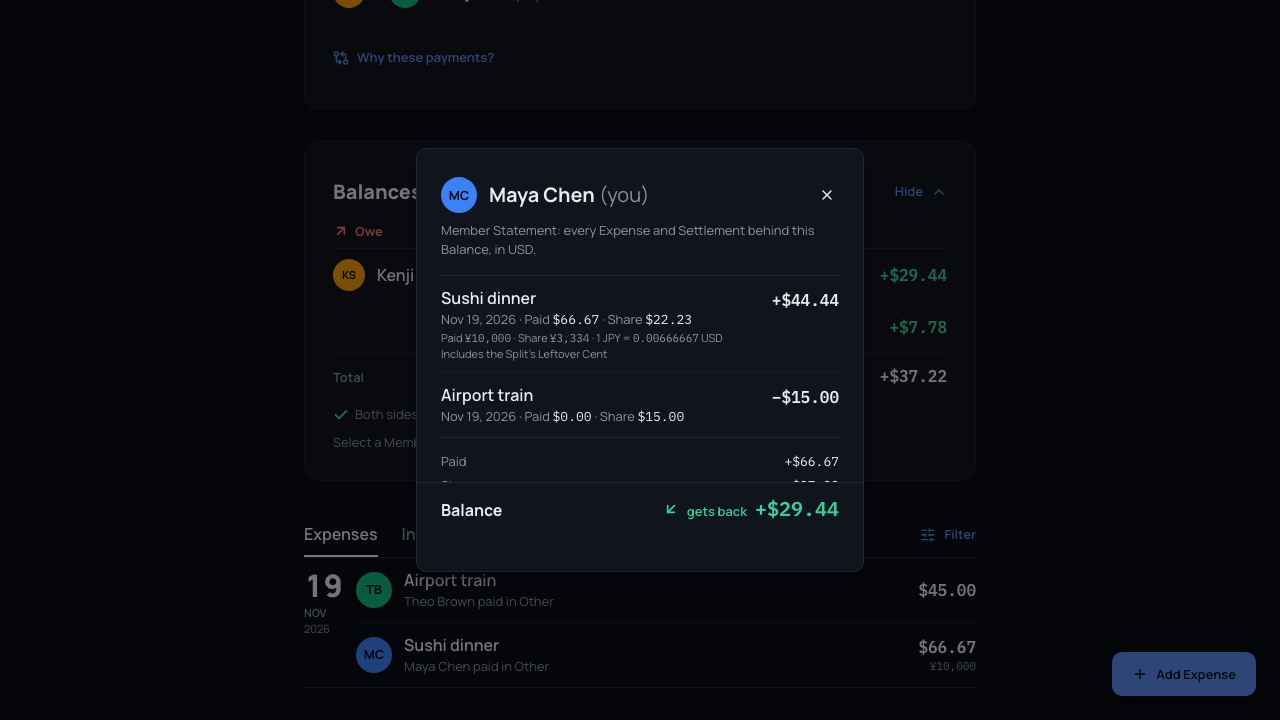 Why these payments?
Balances
Hide
Owe
KS
Kenji
+$29.44
+$7.78
Total
+$37.22
Both sides
Select a Memb
MC
Maya Chen (you)
Member Statement: every Expense and Settlement behind this
Balance, in USD.
Sushi dinner
+$44.44
Nov 19, 2026 · Paid $66.67 · Share $22.23
Paid ¥10,000 · Share ¥3,334 · 1 JPY = 0.00666667 USD
Includes the Split's Leftover Cent
Airport train
−$15.00
Nov 19, 2026 · Paid $0.00 · Share $15.00
Paid
+$66.67
Balance
gets back +$29.44
Expenses
In
Filter
19
NOV
2026
TB
Airport train
Theo Brown paid in Other
$45.00
MC
Sushi dinner
Maya Chen paid in Other
$66.67
¥10,000
Add Expense